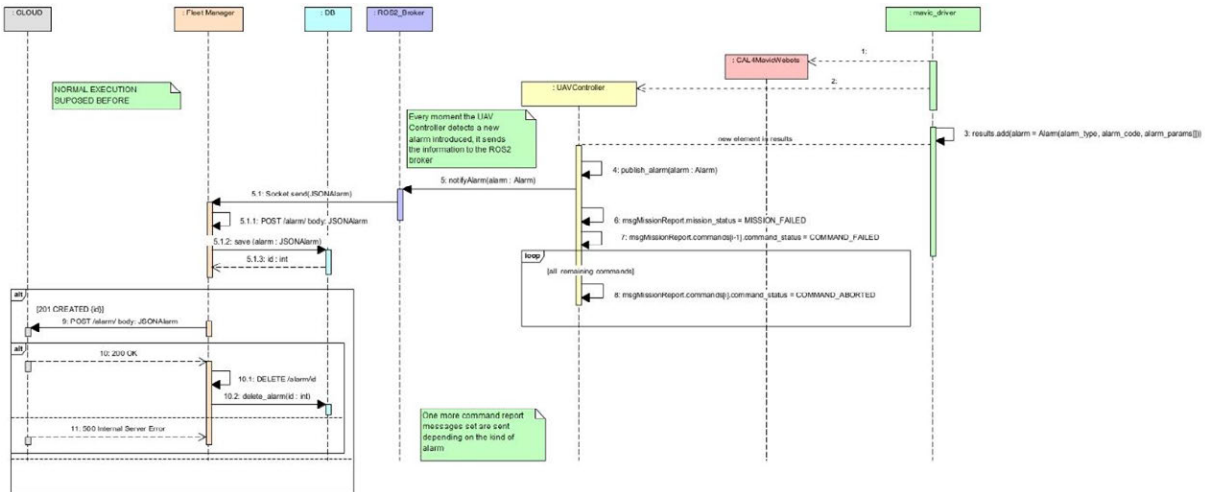 : CLOUD
: Fleet Manager
: DB
: ROS2_Broker
: mavic_driver
1:
: CAL4MavicWebots
2:
: UAVController
NORMAL EXECUTION
SUPOSED BEFORE
Every moment the UAV
Controller detects a new
alarm introduced, it sends
the information to the ROS2
broker
new element in results
3: results.add(alarm = Alarm(alarm_type, alarm_code, alarm_params[]))
4: publish_alarm(alarm : Alarm)
5: notifyAlarm(alarm : Alarm)
5.1: Socket.send(JSONAlarm)
5.1.1: POST /alarm/ body: JSONAlarm
6: msgMissionReport.mission_status = MISSION_FAILED
7: msgMissionReport.commands[i-1].command_status = COMMAND_FAILED
5.1.2: save (alarm : JSONAlarm)
5.1.3: id : int
loop
[all remaining commands]
8: msgMissionReport.commands[i].command_status = COMMAND_ABORTED
alt
[201 CREATED {id}]
9: POST /alarm/ body: JSONAlarm
alt
10: 200 OK
10.1: DELETE /alarm/id
10.2: delete_alarm(id : int)
11: 500 Internal Server Error
One more command report
messages set are sent
depending on the kind of
alarm